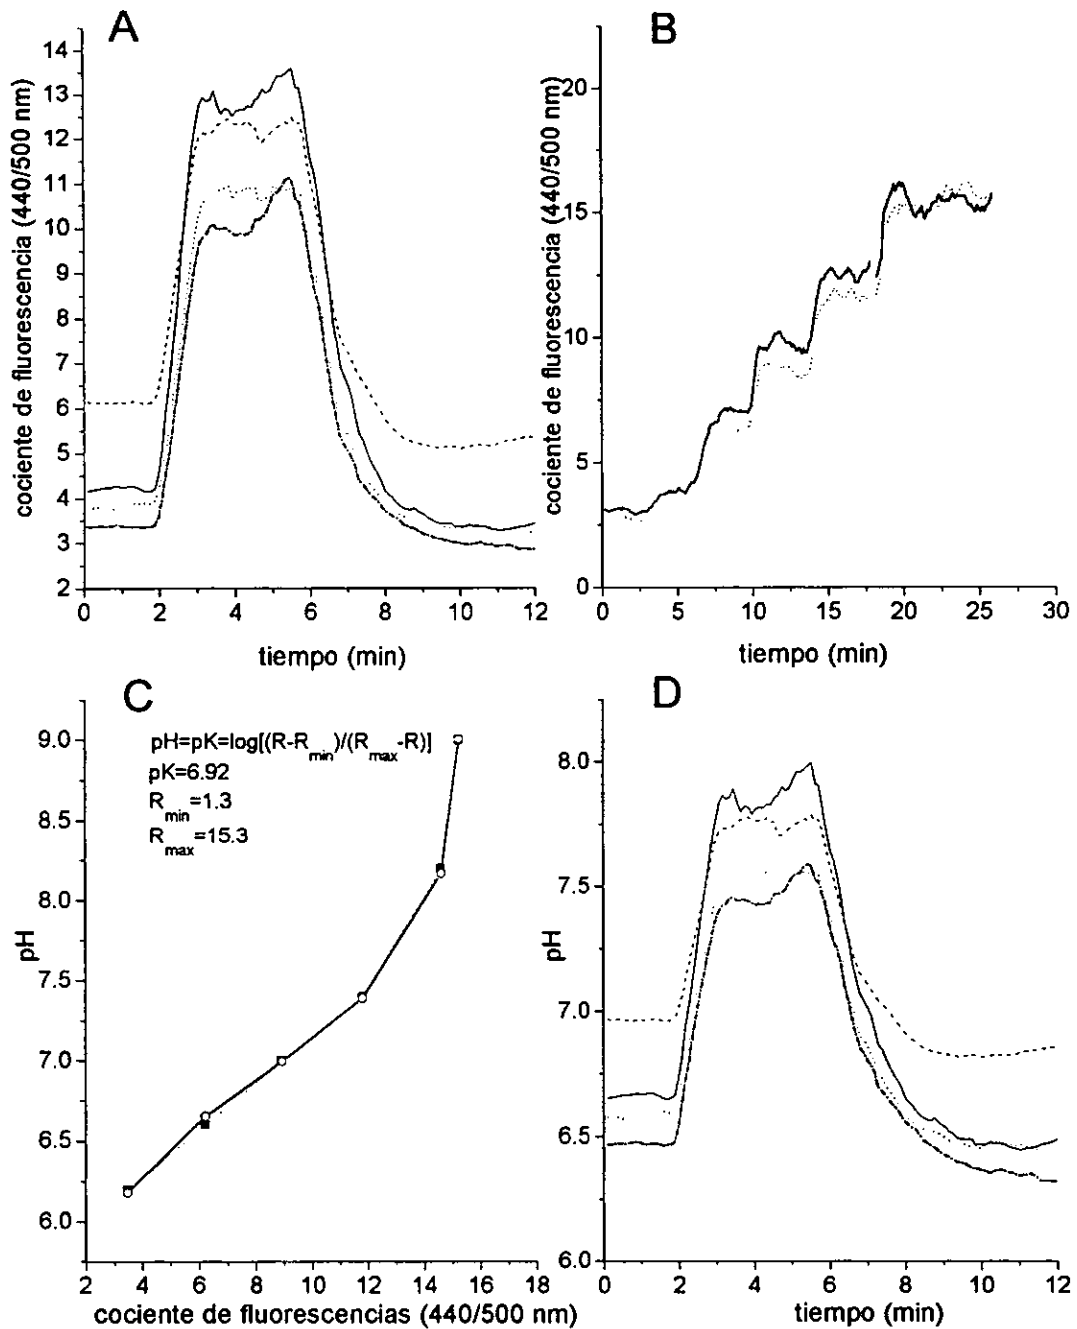 A
14
13
12
11
10
9
8
7
6
5
4
3
2
cociente de fluorescencia (440/500 nm)
0 2 4 6 8 10 12
tiempo (min)
B
20
15
10
5
0
cociente de fluorescencia (440/500 nm)
0 5 10 15 20 25 30
tiempo (min)
C
pH=pK=log[(R-Rmin)/(Rmax-R)]
pK=6.92
Rmin=1.3
Rmax=15.3
9.0
8.5
8.0
7.5
7.0
6.5
6.0
pH
2 4 6 8 10 12 14 16 18
cociente de fluorescencias (440/500 nm)
D
8.0
7.5
7.0
6.5
6.0
pH
0 2 4 6 8 10 12
tiempo (min)